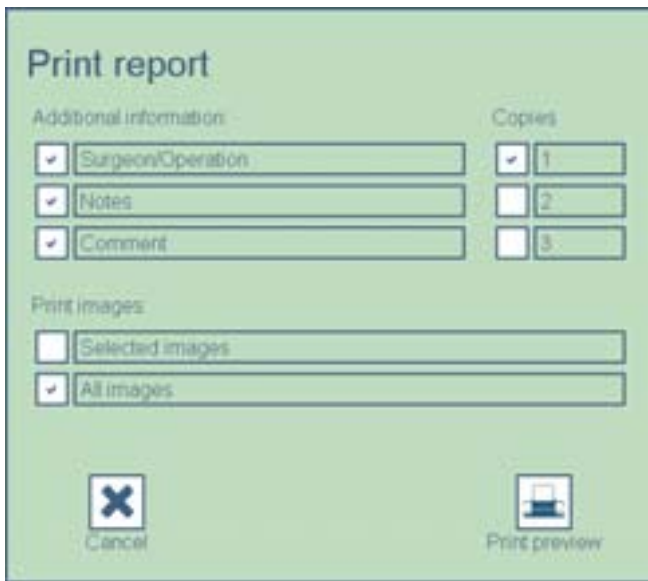 Print report
Additional information: Copies
Surgeon/Operation 1
Notes 2
Comment 3
Print images:
Selected images
All images
Cancel Print preview